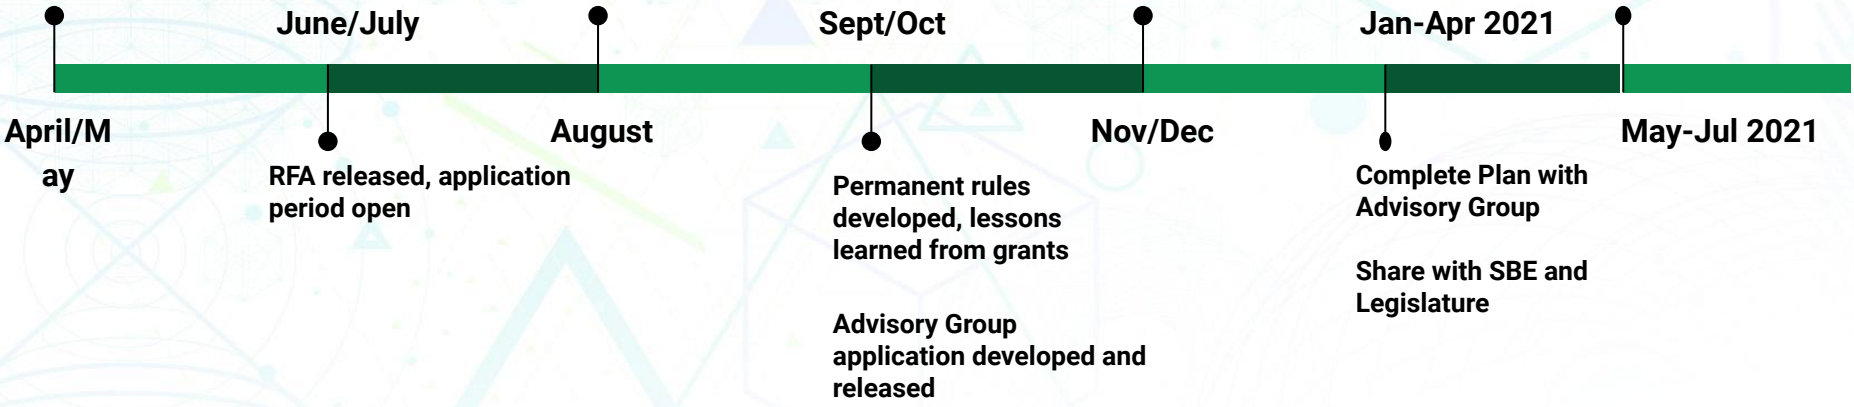 June/July
Sept/Oct
Jan-Apr 2021
April/M
ay
August
Nov/Dec
May-Jul 2021
RFA released, application
period open
Permanent rules
developed, lessons
learned from grants
Advisory Group
application developed and
released
Complete Plan with
Advisory Group
Share with SBE and
Legislature